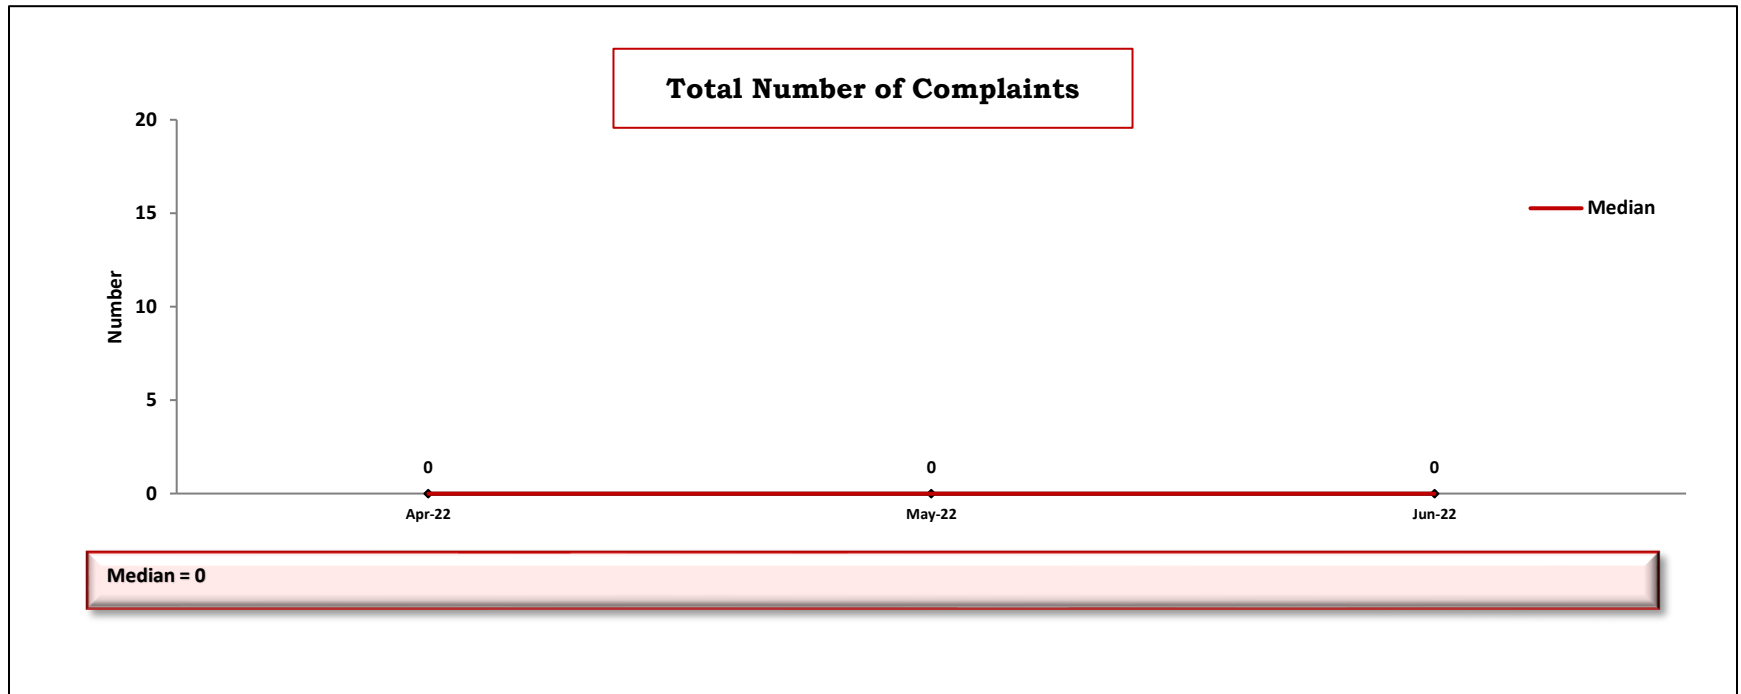 Total Number of Complaints
20
15
10
5
0
Number
Median
0 0 0
Apr-22 May-22 Jun-22
Median = 0